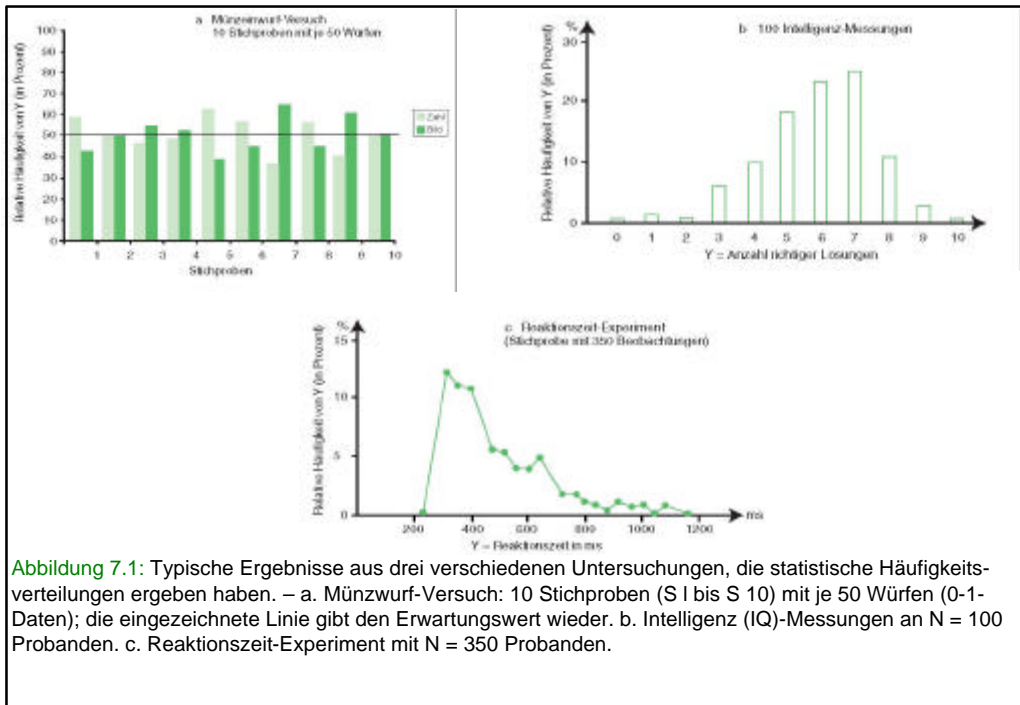 a Münzeinwurf-Versuch
10 Stichproben mit je 50 Würfen
Relative Häufigkeit von Y (in Prozent)
100
90
80
70
60
50
40
30
20
10
0
1 2 3 4 5 6 7 8 9 10
Stichproben
Zahl
Bild
b 100 Intelligenz-Messungen
Relative Häufigkeit von Y (in Prozent)
%
30
20
10
0
0 1 2 3 4 5 6 7 8 9 10
Y = Anzahl richtiger Lösungen
c Reaktionszeit-Experiment
(Stichprobe mit 350 Beobachtungen)
Relative Häufigkeit von Y (in Prozent)
%
15
10
5
0
200 400 600 800 1000 1200
ms
Y = Reaktionszeit in ms
Abbildung 7.1: Typische Ergebnisse aus drei verschiedenen Untersuchungen, die statistische Häufigkeits-
verteilungen ergeben haben. – a. Münzwurf-Versuch: 10 Stichproben (S I bis S 10) mit je 50 Würfen (0-1-
Daten); die eingezeichnete Linie gibt den Erwartungswert wieder. b. Intelligenz (IQ)-Messungen an N = 100
Probanden. c. Reaktionszeit-Experiment mit N = 350 Probanden.